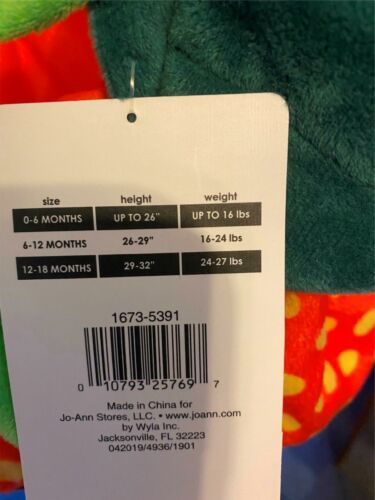 size height weight
0-6 MONTHS UP TO 26" UP TO 16 lbs
6-12 MONTHS 26-29" 16-24 lbs
12-18 MONTHS 29-32" 24-27 lbs
1673-5391
0 10793 25769 7
Made in China for
Jo-Ann Stores, LLC. • www.joann.com
by Wyla Inc.
Jacksonville, FL 32223
042019/4936/1901